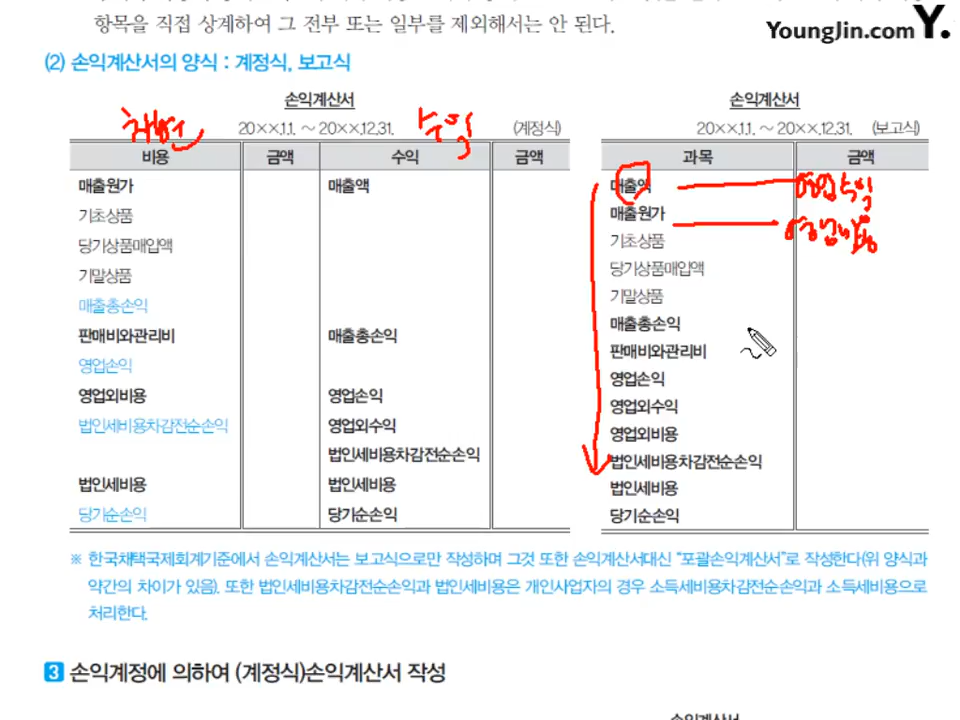 항목을 직접 상계하여 그 전부 또는 일부를 제외해서는 안 된다.
YoungJin.com Y.
(2) 손익계산서의 양식 : 계정식, 보고식
손익계산서
20××.1.1. ~ 20××.12.31. (계정식)
수익
비용 금액 수익 금액
매출원가 매출액
기초상품
당기상품매입액
기말상품
매출총손익
판매비와관리비 매출총손익
영업손익
영업외비용 영업손익
법인세비용차감전순손익 영업외수익
법인세비용차감전순손익
법인세비용 법인세비용
당기순손익 당기순손익
손익계산서
20××.1.1. ~ 20××.12.31. (보고식)
과목 금액
매출액 영업수익
매출원가 영업비용
기초상품
당기상품매입액
기말상품
매출총손익
판매비와관리비
영업손익
영업외수익
영업외비용
법인세비용차감전순손익
법인세비용
당기순손익
※ 한국채택국제회계기준에서 손익계산서는 보고식으로만 작성하며 그것 또한 손익계산서대신 “포괄손익계산서”로 작성한다(위 양식과
약간의 차이가 있음). 또한 법인세비용차감전순손익과 법인세비용은 개인사업자의 경우 소득세비용차감전순손익과 소득세비용으로
처리한다.
3 손익계정에 의하여 (계정식)손익계산서 작성
손익계산서